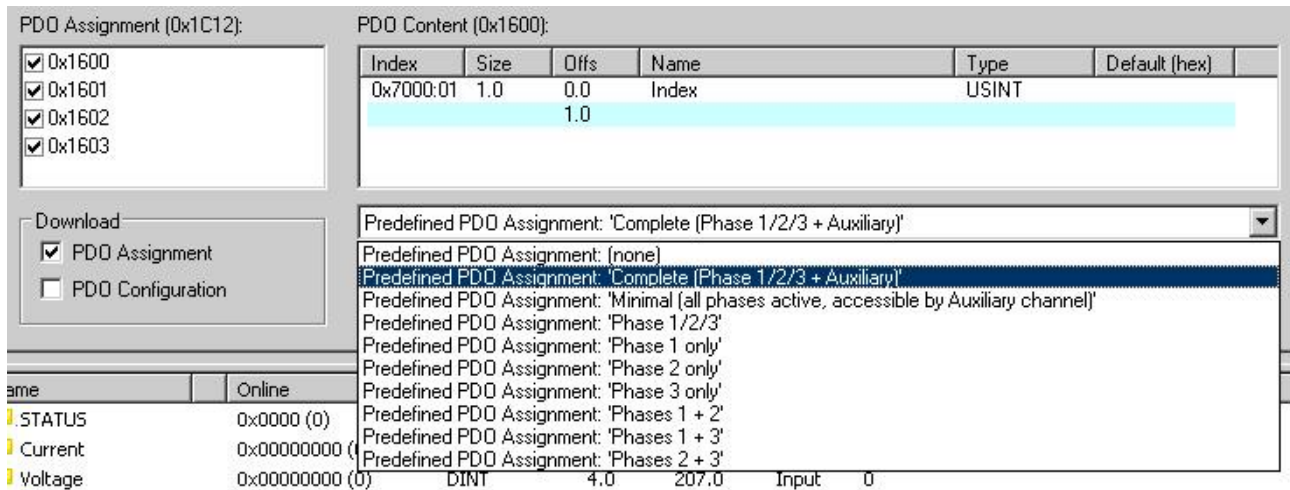 PDO Assignment (0x1C12):
0x1600
0x1601
0x1602
0x1603
PDO Content (0x1600):
Index Size Offs Name Type Default (hex)
0x7000:01 1.0 0.0 Index USINT
1.0
Download
PDO Assignment
PDO Configuration
Predefined PDO Assignment: 'Complete (Phase 1/2/3 + Auxiliary)'
Predefined PDO Assignment: (none)
Predefined PDO Assignment: 'Complete (Phase 1/2/3 + Auxiliary)'
Predefined PDO Assignment: 'Minimal (all phases active, accessible by Auxiliary channel)'
Predefined PDO Assignment: 'Phase 1/2/3'
Predefined PDO Assignment: 'Phase 1 only'
Predefined PDO Assignment: 'Phase 2 only'
Predefined PDO Assignment: 'Phase 3 only'
Predefined PDO Assignment: 'Phases 1 + 2'
Predefined PDO Assignment: 'Phases 1 + 3'
Predefined PDO Assignment: 'Phases 2 + 3'
ame Online
.STATUS 0x0000 (0)
Current 0x00000000 (
Voltage 0x00000000 (0) DINT 4.0 207.0 Input 0